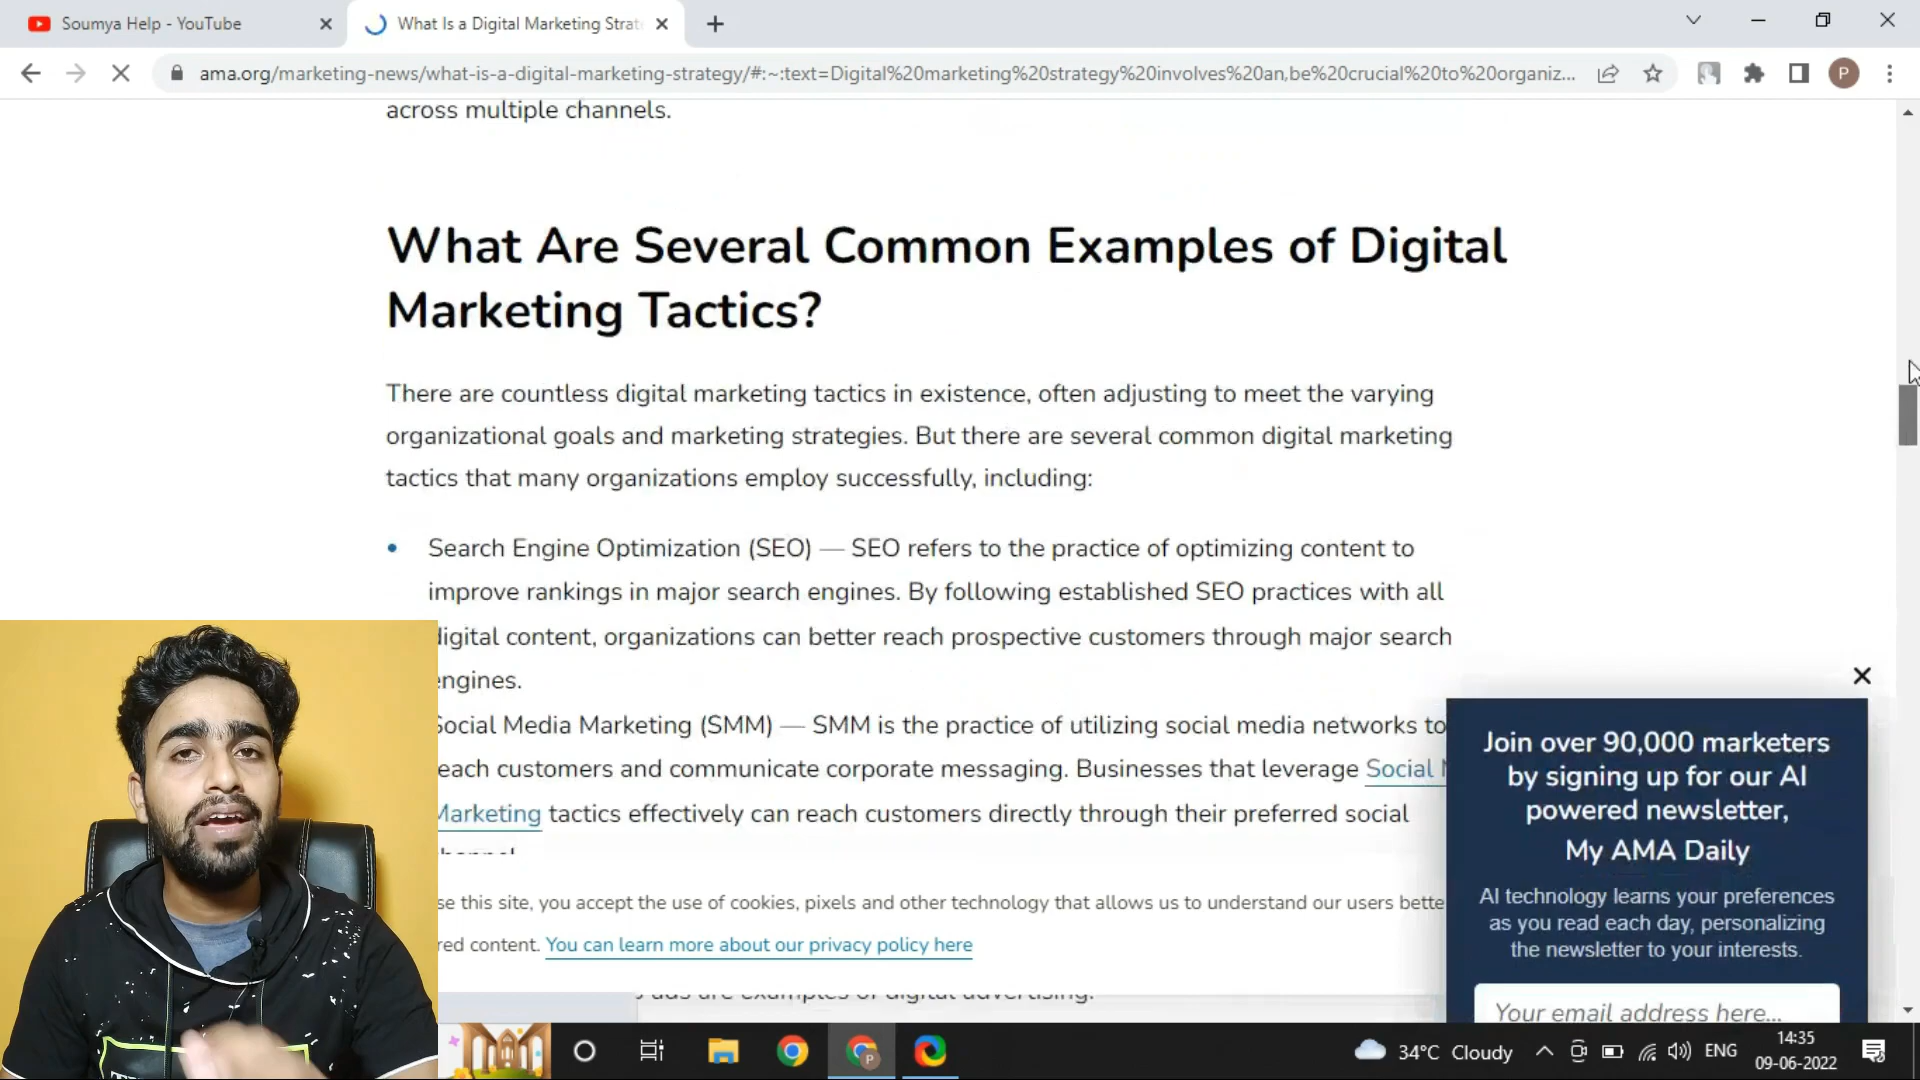 Soumya Help - YouTube
What Is a Digital Marketing Strat
ama.org/marketing-news/what-is-a-digital-marketing-strategy/#:~:text=Digital%20marketing%20strategy%20involves%20an,be%20crucial%20to%20organiz...
P
across multiple channels.
What Are Several Common Examples of Digital
Marketing Tactics?
There are countless digital marketing tactics in existence, often adjusting to meet the varying
organizational goals and marketing strategies. But there are several common digital marketing
tactics that many organizations employ successfully, including:
• Search Engine Optimization (SEO) — SEO refers to the practice of optimizing content to
improve rankings in major search engines. By following established SEO practices with all
digital content, organizations can better reach prospective customers through major search
engines.
Social Media Marketing (SMM) — SMM is the practice of utilizing social media networks to
each customers and communicate corporate messaging. Businesses that leverage Social M
Marketing tactics effectively can reach customers directly through their preferred social
se this site, you accept the use of cookies, pixels and other technology that allows us to understand our users bette
red content. You can learn more about our privacy policy here
ads are examples of digital advertising.
Join over 90,000 marketers
by signing up for our AI
powered newsletter,
My AMA Daily
AI technology learns your preferences
as you read each day, personalizing
the newsletter to your interests.
Your email address here...
P
34°C Cloudy
ENG
14:35
09-06-2022